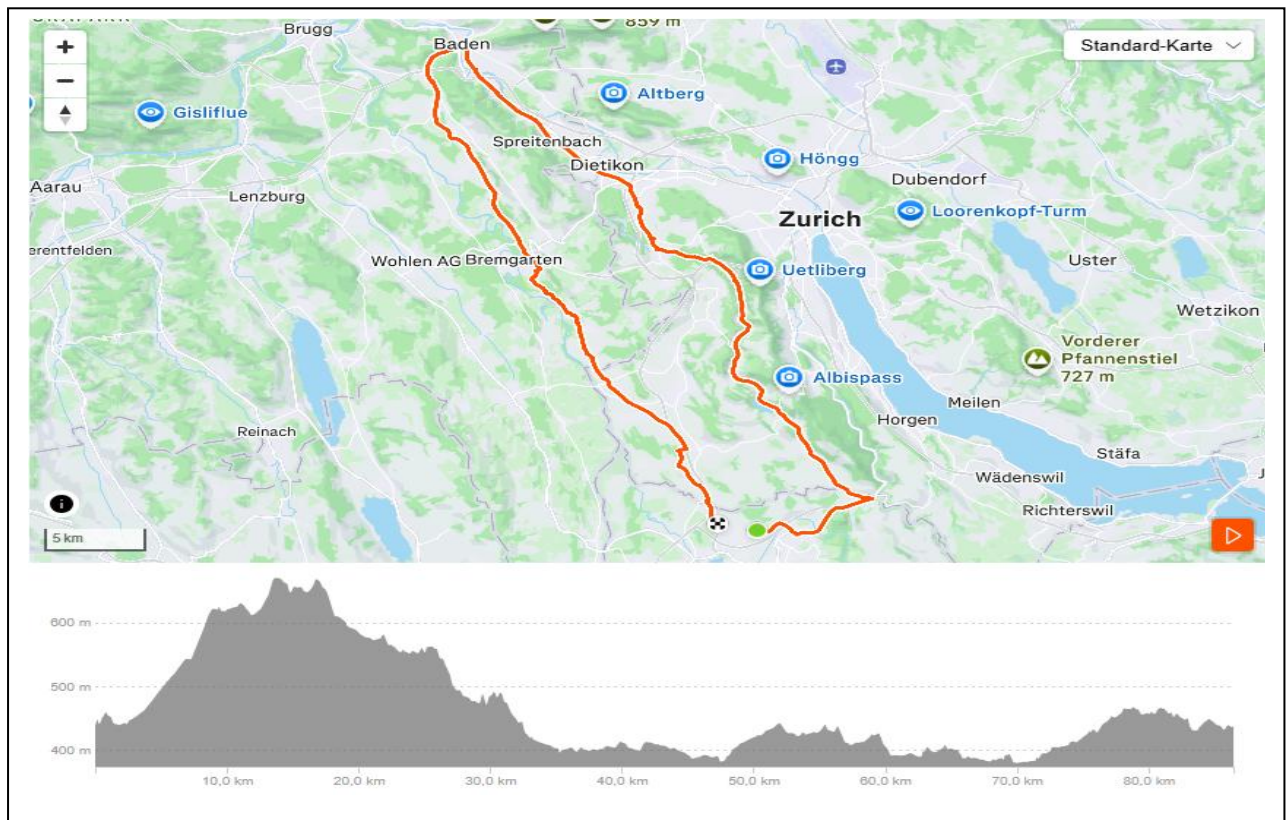 859 m
Brugg
Baden
Standard-Karte
Altberg
Gisliflue
Spreitenbach
Höngg
Dietikon
Aarau
Dubendorf
Lenzburg
Loorenkopf-Turm
Zurich
erentfelden
Wohlen AG
Bremgarten
Uetliberg
Uster
Wetzikon
Vorderer
Pfannenstiel
727 m
Albispass
Meilen
Horgen
Reinach
Stäfa
Wädenswil
Richterswil
5 km
600 m
500 m
400 m
10,0 km
20,0 km
30,0 km
40,0 km
50,0 km
60,0 km
70,0 km
80,0 km